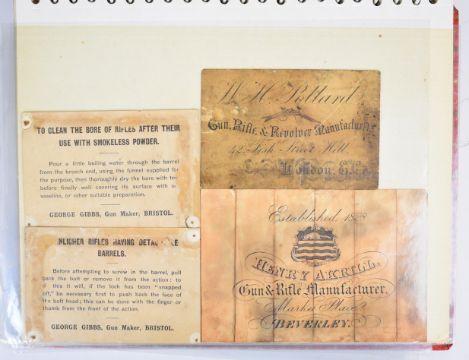 TO CLEAN THE BORE OF RIFLES AFTER THEIR
USE WITH SMOKELESS POWDER.
Pour a little boiling water through the barrel
from the breech end, using the funnel supplied for
the purpose, then thoroughly dry the bore with tow
before finally well covering its surface with
vaseline, or other suitable preparation.
GEORGE GIBBS, Gun Maker, BRISTOL.
RIFLES HAVING
BARRELS.
Before attempting to screw in the barrel, pull
back the bolt or remove it from the action; to
do this it will, if the lock has been "snapped
off," be necessary first to push back the face of
the bolt head; this can be done with the finger or
thumb from the front of the action.
GEORGE GIBBS, Gun Maker, BRISTOL.
Pollard
Gun, Rifle & Revolver Manufacturer
London, E.C.
Established
HENRY AKRILL,
Gun & Rifle Manufacturer,
Market Place
BEVERLEY.